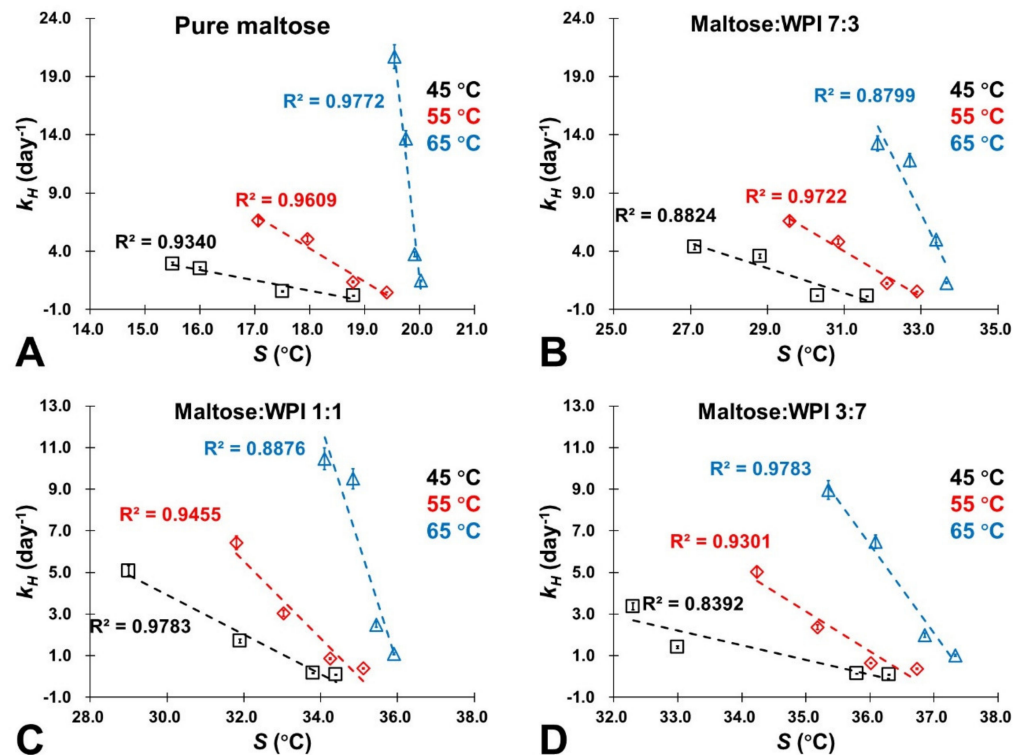 Pure maltose
24.0
19.0
14.0
9.0
4.0
-1.0
k_H (day⁻¹)
R² = 0.9772
R² = 0.9609
R² = 0.9340
45 °C
55 °C
65 °C
14.0 15.0 16.0 17.0 18.0 19.0 20.0 21.0
S (°C)
A
Maltose:WPI 7:3
24.0
19.0
14.0
9.0
4.0
-1.0
k_H (day⁻¹)
R² = 0.8799
R² = 0.9722
R² = 0.8824
45 °C
55 °C
65 °C
25.0 27.0 29.0 31.0 33.0 35.0
S (°C)
B
Maltose:WPI 1:1
13.0
11.0
9.0
7.0
5.0
3.0
1.0
-1.0
k_H (day⁻¹)
R² = 0.8876
R² = 0.9455
R² = 0.9783
45 °C
55 °C
65 °C
28.0 30.0 32.0 34.0 36.0 38.0
S (°C)
C
Maltose:WPI 3:7
13.0
11.0
9.0
7.0
5.0
3.0
1.0
-1.0
k_H (day⁻¹)
R² = 0.9783
R² = 0.9301
R² = 0.8392
45 °C
55 °C
65 °C
32.0 33.0 34.0 35.0 36.0 37.0 38.0
S (°C)
D